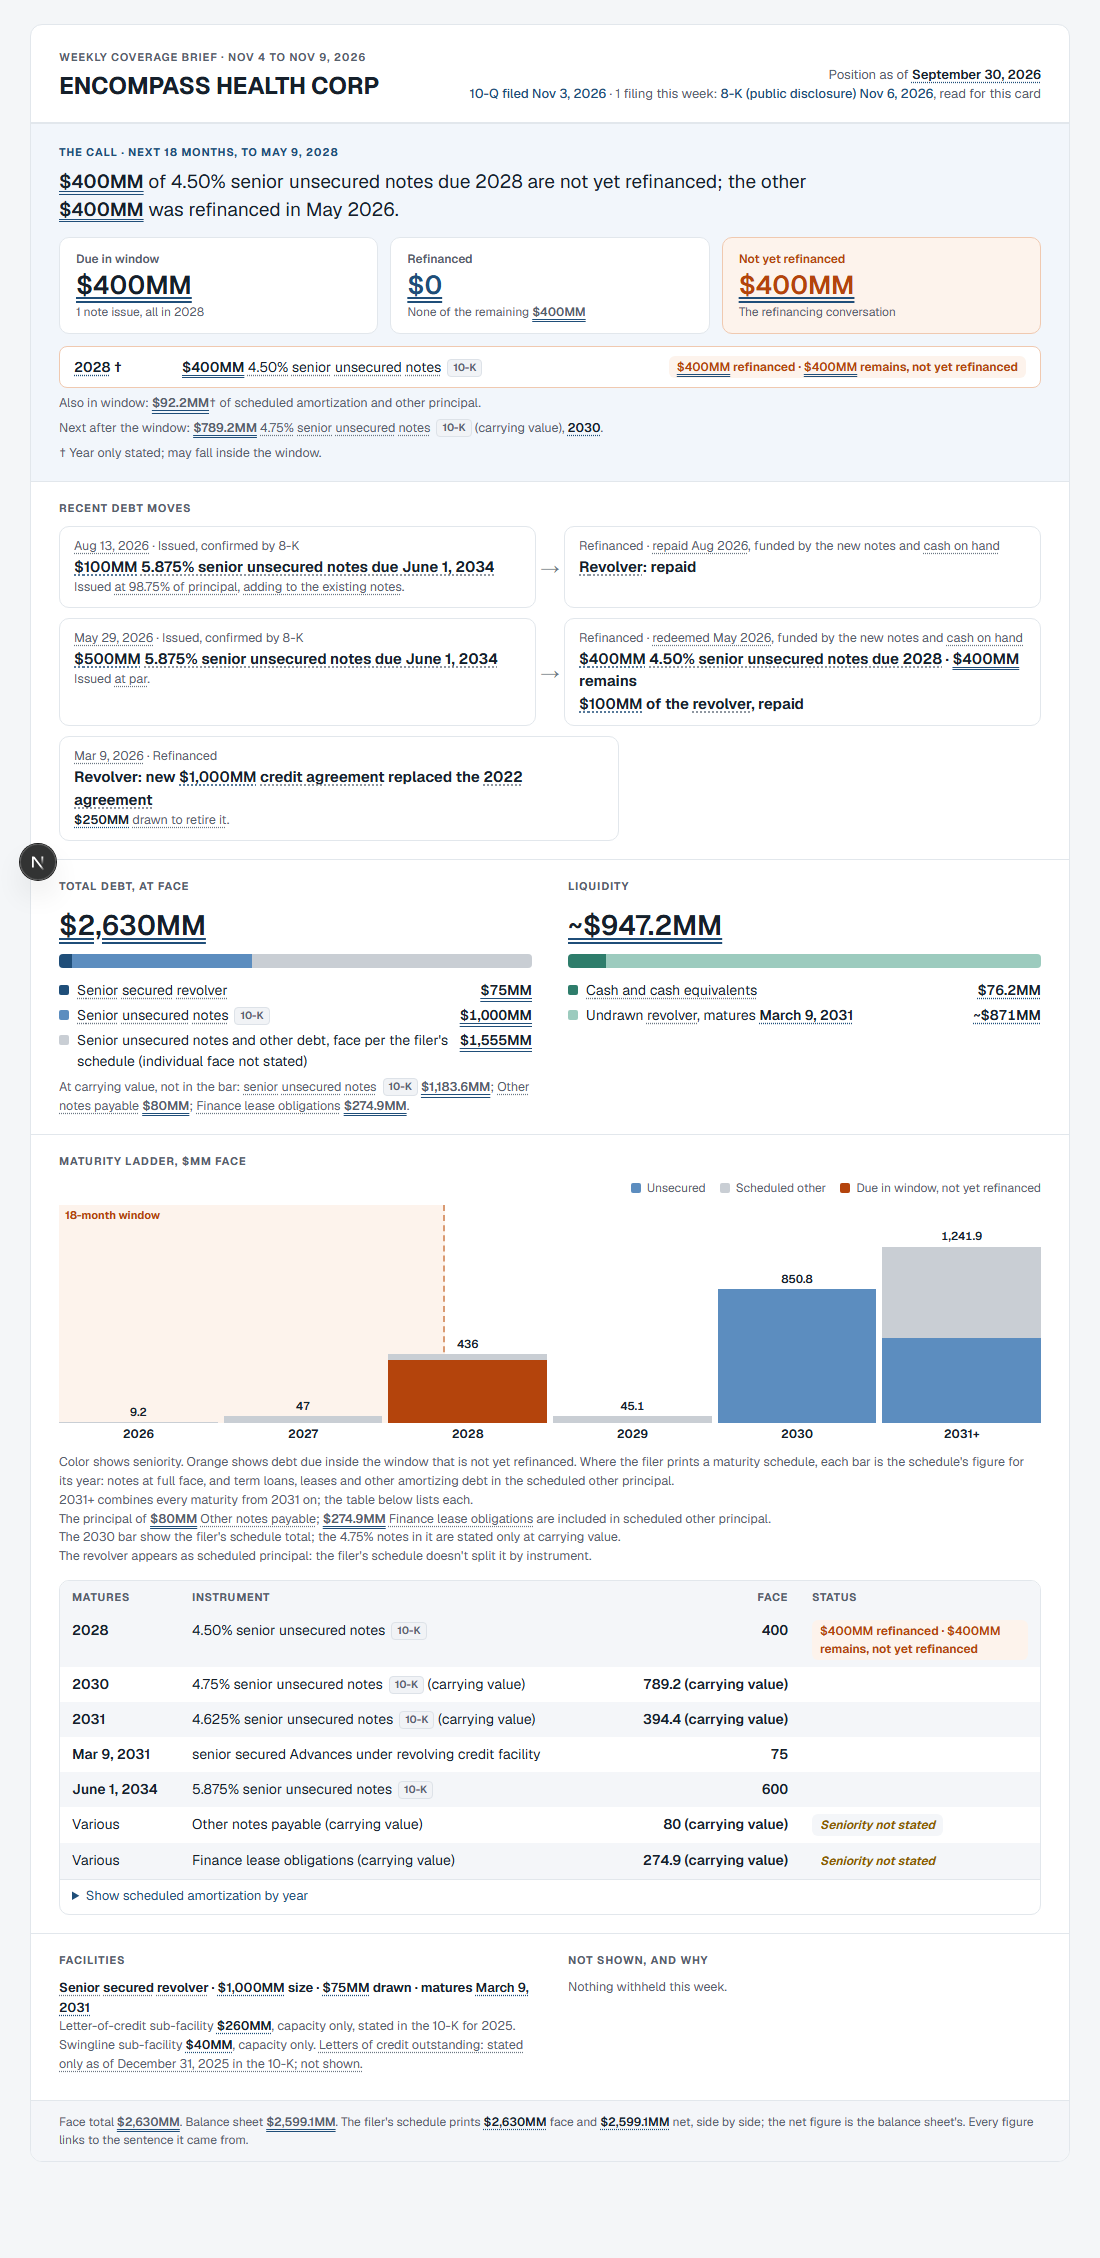 WEEKLY COVERAGE BRIEF · NOV 4 TO NOV 9, 2026
ENCOMPASS HEALTH CORP
Position as of September 30, 2026
10-Q filed Nov 3, 2026 · 1 filing this week: 8-K (public disclosure) Nov 6, 2026, read for this card
THE CALL · NEXT 18 MONTHS, TO MAY 9, 2028
$400MM of 4.50% senior unsecured notes due 2028 are not yet refinanced; the other
$400MM was refinanced in May 2026.
Due in window
$400MM
1 note issue, all in 2028
Refinanced
$0
None of the remaining $400MM
Not yet refinanced
$400MM
The refinancing conversation
2028 † $400MM 4.50% senior unsecured notes 10-K $400MM refinanced · $400MM remains, not yet refinanced
Also in window: $92.2MM† of scheduled amortization and other principal.
Next after the window: $789.2MM 4.75% senior unsecured notes 10-K (carrying value), 2030.
† Year only stated; may fall inside the window.
RECENT DEBT MOVES
Aug 13, 2026 · Issued, confirmed by 8-K
$100MM 5.875% senior unsecured notes due June 1, 2034
Issued at 98.75% of principal, adding to the existing notes.
→
Refinanced · repaid Aug 2026, funded by the new notes and cash on hand
Revolver: repaid
May 29, 2026 · Issued, confirmed by 8-K
$500MM 5.875% senior unsecured notes due June 1, 2034
Issued at par.
→
Refinanced · redeemed May 2026, funded by the new notes and cash on hand
$400MM 4.50% senior unsecured notes due 2028 · $400MM
remains
$100MM of the revolver, repaid
Mar 9, 2026 · Refinanced
Revolver: new $1,000MM credit agreement replaced the 2022
agreement
$250MM drawn to retire it.
N
TOTAL DEBT, AT FACE
$2,630MM
Senior secured revolver $75MM
Senior unsecured notes 10-K $1,000MM
Senior unsecured notes and other debt, face per the filer's $1,555MM
schedule (individual face not stated)
At carrying value, not in the bar: senior unsecured notes 10-K $1,183.6MM; Other
notes payable $80MM; Finance lease obligations $274.9MM.
LIQUIDITY
~$947.2MM
Cash and cash equivalents $76.2MM
Undrawn revolver, matures March 9, 2031 ~$871MM
MATURITY LADDER, $MM FACE
Unsecured Scheduled other Due in window, not yet refinanced
18-month window
1,241.9
850.8
436
9.2
47
45.1
2026 2027 2028 2029 2030 2031+
Color shows seniority. Orange shows debt due inside the window that is not yet refinanced. Where the filer prints a maturity schedule, each bar is the schedule's figure for
its year: notes at full face, and term loans, leases and other amortizing debt in the scheduled other principal.
2031+ combines every maturity from 2031 on; the table below lists each.
The principal of $80MM Other notes payable; $274.9MM Finance lease obligations are included in scheduled other principal.
The 2030 bar show the filer's schedule total; the 4.75% notes in it are stated only at carrying value.
The revolver appears as scheduled principal: the filer's schedule doesn't split it by instrument.
MATURES INSTRUMENT FACE STATUS
2028 4.50% senior unsecured notes 10-K 400 $400MM refinanced · $400MM
remains, not yet refinanced
2030 4.75% senior unsecured notes 10-K (carrying value) 789.2 (carrying value)
2031 4.625% senior unsecured notes 10-K (carrying value) 394.4 (carrying value)
Mar 9, 2031 senior secured Advances under revolving credit facility 75
June 1, 2034 5.875% senior unsecured notes 10-K 600
Various Other notes payable (carrying value) 80 (carrying value) Seniority not stated
Various Finance lease obligations (carrying value) 274.9 (carrying value) Seniority not stated
▶ Show scheduled amortization by year
FACILITIES
Senior secured revolver · $1,000MM size · $75MM drawn · matures March 9,
2031
Letter-of-credit sub-facility $260MM, capacity only, stated in the 10-K for 2025.
Swingline sub-facility $40MM, capacity only. Letters of credit outstanding: stated
only as of December 31, 2025 in the 10-K; not shown.
NOT SHOWN, AND WHY
Nothing withheld this week.
Face total $2,630MM. Balance sheet $2,599.1MM. The filer's schedule prints $2,630MM face and $2,599.1MM net, side by side; the net figure is the balance sheet's. Every figure
links to the sentence it came from.